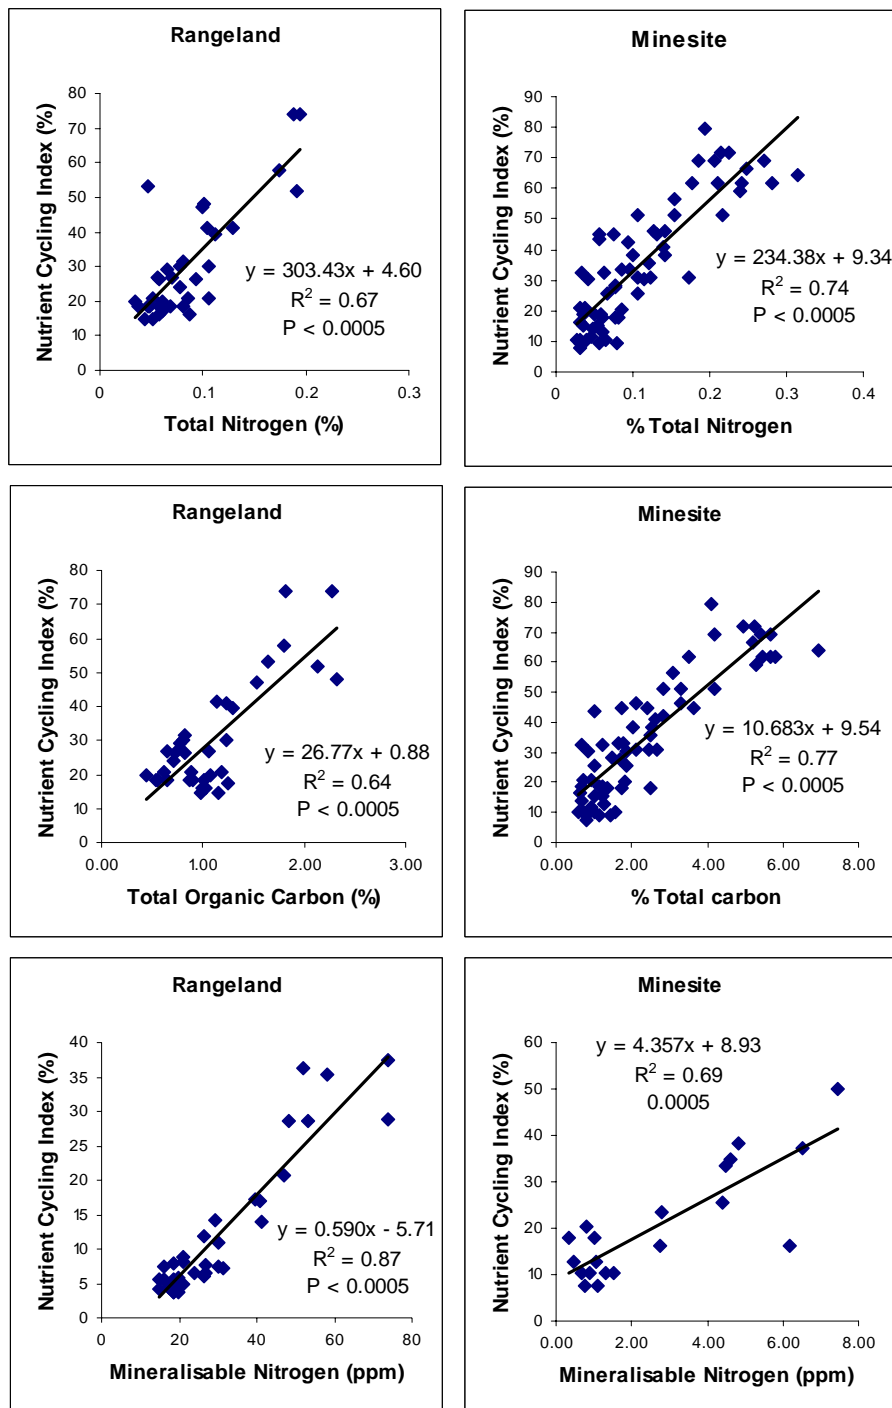 Rangeland
Nutrient Cycling Index (%)
80
70
60
50
40
30
20
10
0
y = 303.43x + 4.60
R² = 0.67
P < 0.0005
0 0.1 0.2 0.3
Total Nitrogen (%)
Minesite
Nutrient Cycling Index (%)
90
80
70
60
50
40
30
20
10
0
y = 234.38x + 9.34
R² = 0.74
P < 0.0005
0 0.1 0.2 0.3 0.4
% Total Nitrogen
Rangeland
Nutrient Cycling Index (%)
80
70
60
50
40
30
20
10
0
y = 26.77x + 0.88
R² = 0.64
P < 0.0005
0.00 1.00 2.00 3.00
Total Organic Carbon (%)
Minesite
Nutrient Cycling Index (%)
90
80
70
60
50
40
30
20
10
0
y = 10.683x + 9.54
R² = 0.77
P < 0.0005
0.00 2.00 4.00 6.00 8.00
% Total carbon
Rangeland
Nutrient Cycling Index (%)
40
35
30
25
20
15
10
5
0
y = 0.590x - 5.71
R² = 0.87
P < 0.0005
0 20 40 60 80
Mineralisable Nitrogen (ppm)
Minesite
Nutrient Cycling Index (%)
60
50
40
30
20
10
0
y = 4.357x + 8.93
R² = 0.69
0.0005
0.00 2.00 4.00 6.00 8.00
Mineralisable Nitrogen (ppm)